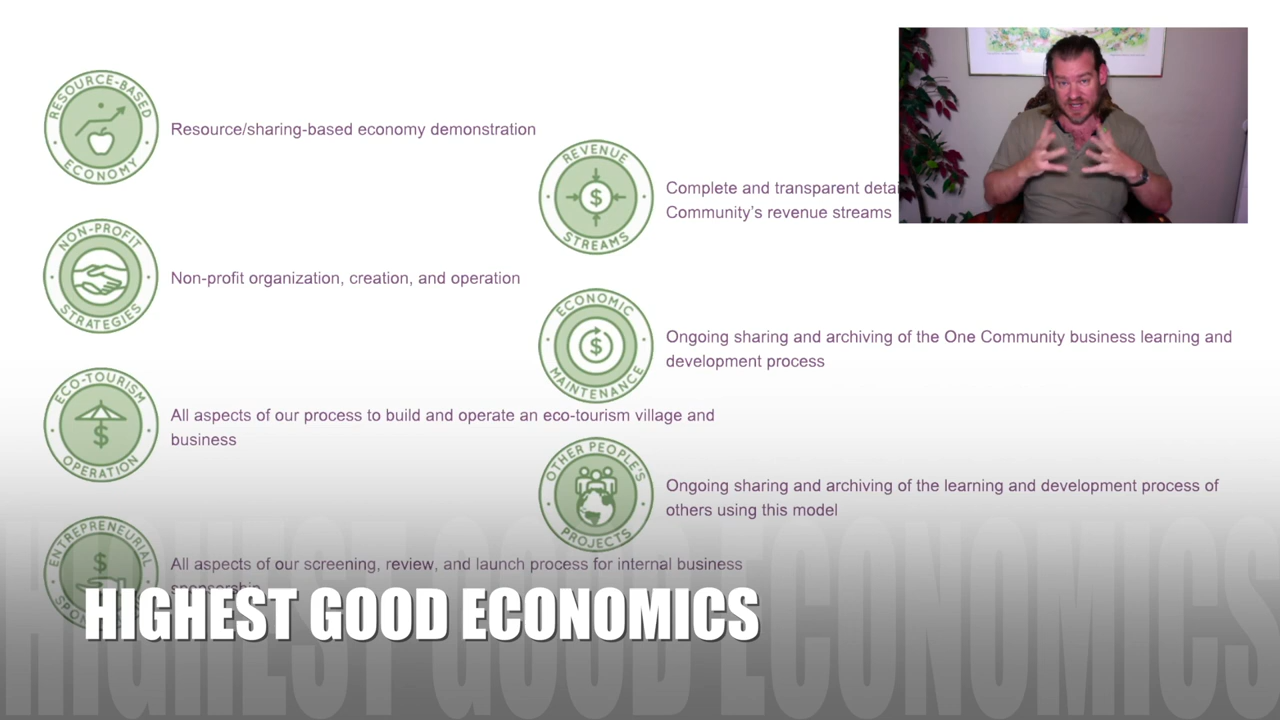 RESOURCE-BASED
ECONOMY
Resource/sharing-based economy demonstration
REVENUE
$
STREAMS
Complete and transparent
Community's revenue streams
NON-PROFIT
STRATEGIES
Non-profit organization, creation, and operation
ECONOMIC
$
MAINTENANCE
Ongoing sharing and archiving of the One Community business learning and
development process
ECO-TOURISM
$
OPERATION
All aspects of our process to build and operate an eco-tourism village and
business
OTHER PEOPLE'S
PROJECTS
Ongoing sharing and archiving of the learning and development process of
others using this model
ENTREPRENEURIAL
$
All aspects of our screening, review, and launch process for internal business
sponsorship
HIGHEST GOOD ECONOMICS
HIGHEST GOOD ECONOMICS